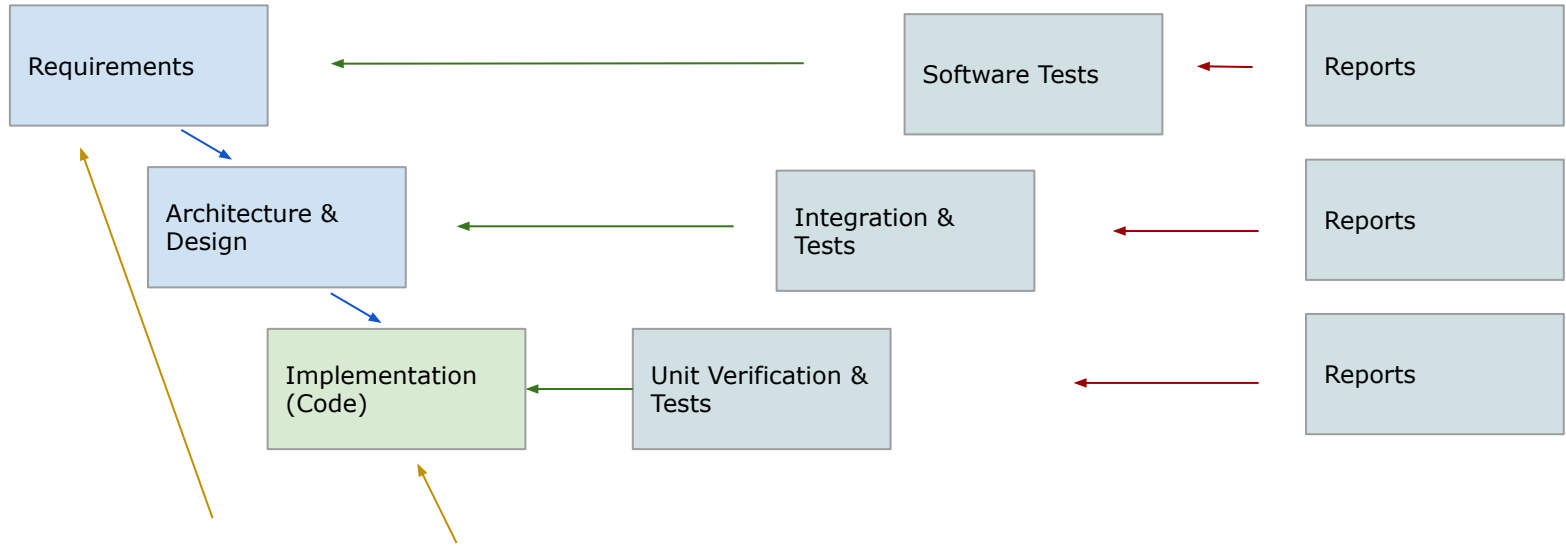 Requirements
Software Tests
Reports
Architecture &
Design
Integration &
Tests
Reports
Implementation
(Code)
Unit Verification &
Tests
Reports